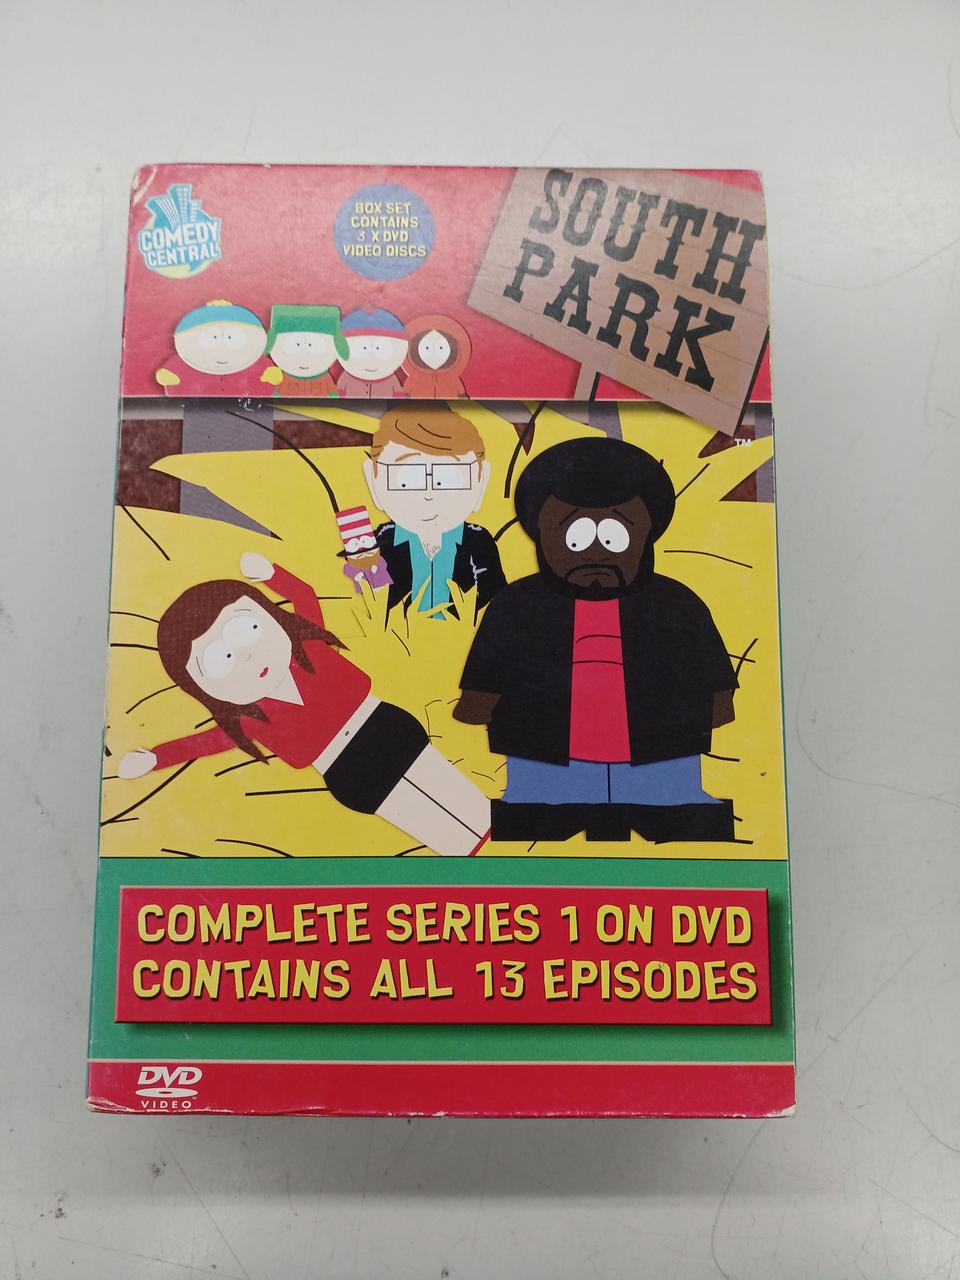 COMEDY
CENTRAL
BOX SET
CONTAINS
3 X DVD
VIDEO DISCS
SOUTH
PARK
TM
COMPLETE SERIES 1 ON DVD
CONTAINS ALL 13 EPISODES
DVD
VIDEO